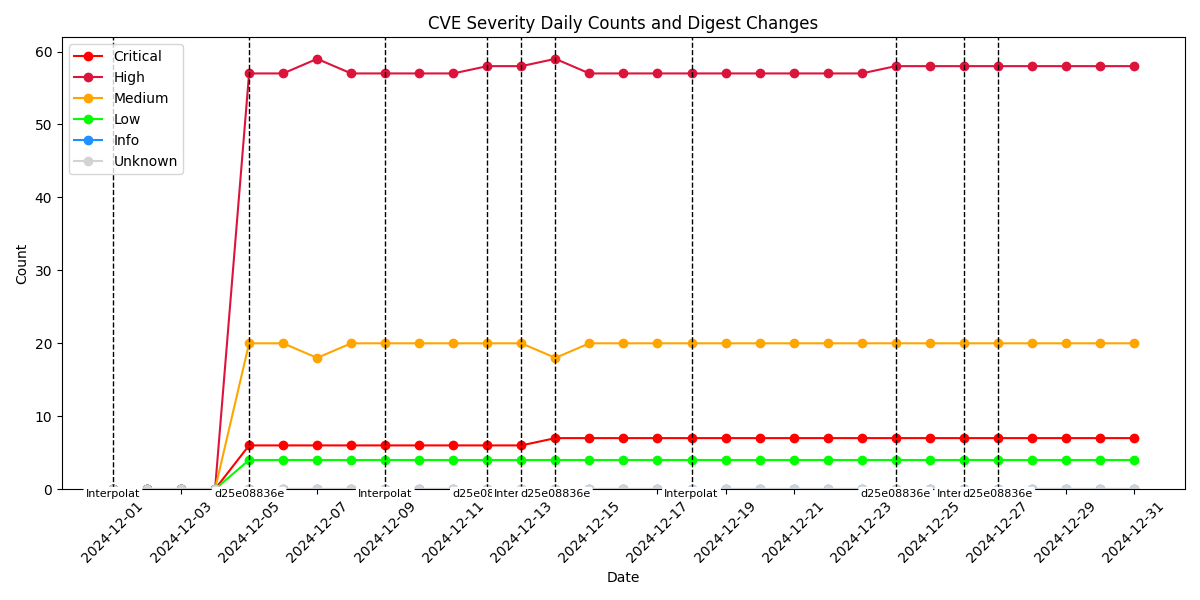 CVE Severity Daily Counts and Digest Changes
Critical
High
Medium
Low
Info
Unknown
Count
60
50
40
30
20
10
0
Interpolat
d25e08836e
Interpolat
d25e0
Inter
d25e08836e
Interpolat
d25e08836e
Inter
d25e08836e
2024-12-01
2024-12-03
2024-12-05
2024-12-07
2024-12-09
2024-12-11
2024-12-13
2024-12-15
2024-12-17
2024-12-19
2024-12-21
2024-12-23
2024-12-25
2024-12-27
2024-12-29
2024-12-31
Date